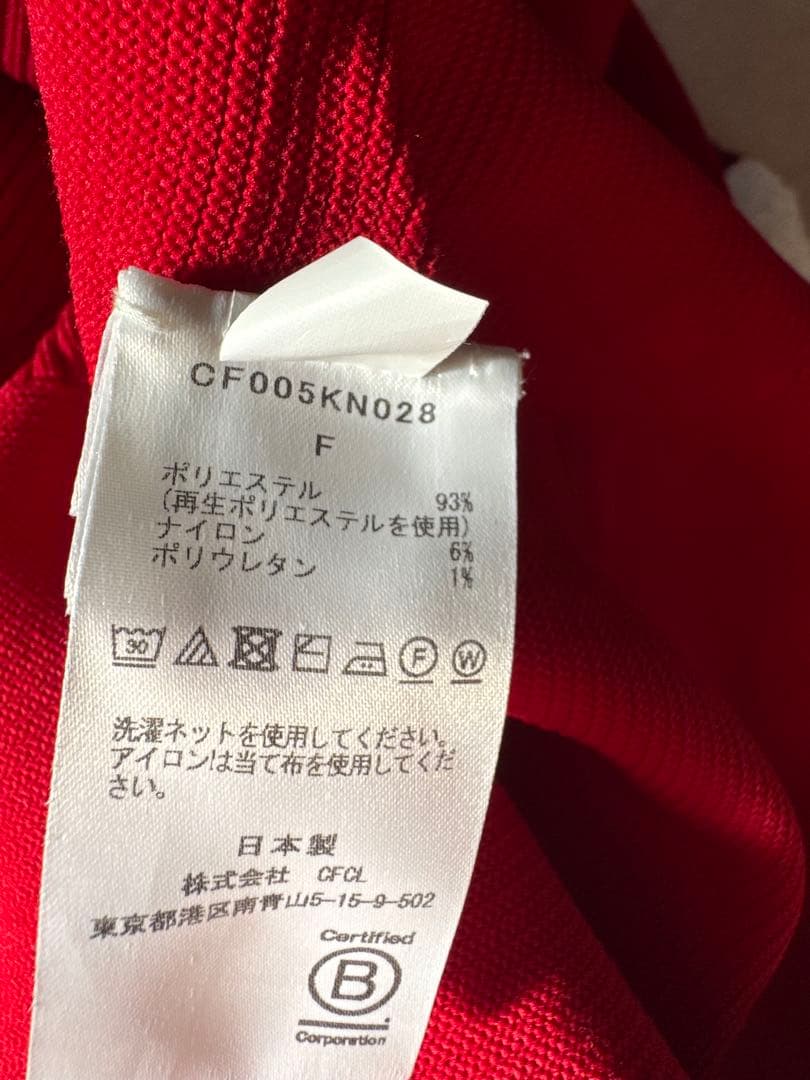 CF005KN028
F
ポリエステル 93%
(再生ポリエステルを使用)
ナイロン 6%
ポリウレタン 1%
30 F W
洗濯ネットを使用してください。
アイロンは当て布を使用してくだ
さい。
日本製
株式会社 CFCL
東京都港区南青山5-15-9-502
Certified
B
Corporation